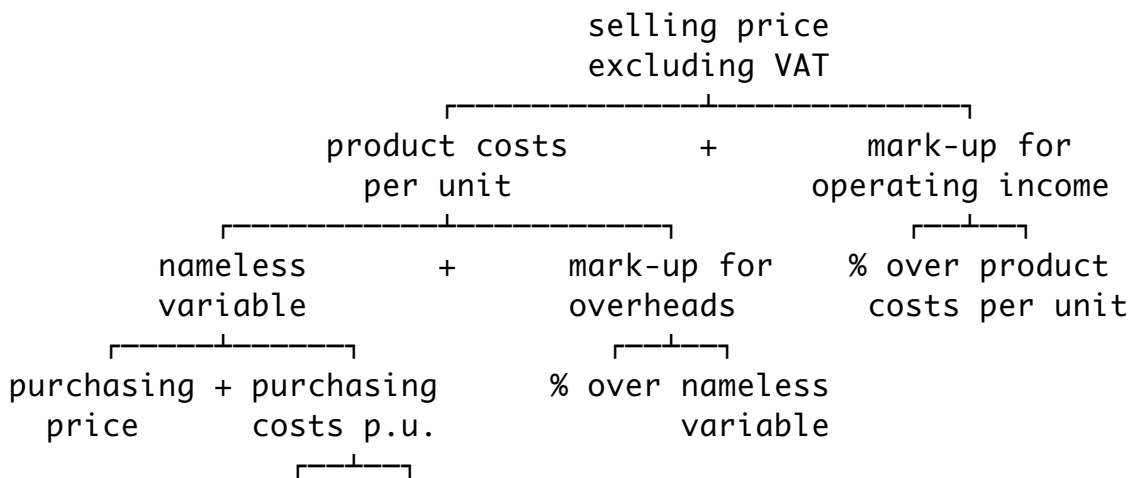 selling price
excluding VAT
product costs + mark-up for
per unit operating income
nameless + mark-up for % over product
variable overheads costs per unit
purchasing + purchasing % over nameless
price costs p.u. variable